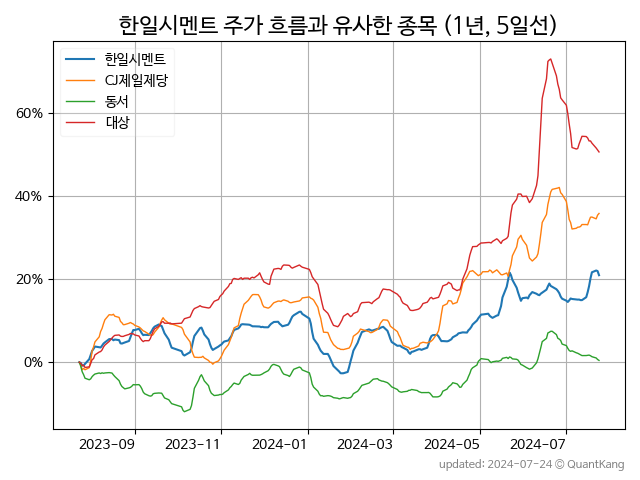 한일시멘트 주가 흐름과 유사한 종목 (1년, 5일선)
한일시멘트
CJ제일제당
동서
대상
60%
40%
20%
0%
2023-09 2023-11 2024-01 2024-03 2024-05 2024-07
updated: 2024-07-24 © QuantKang